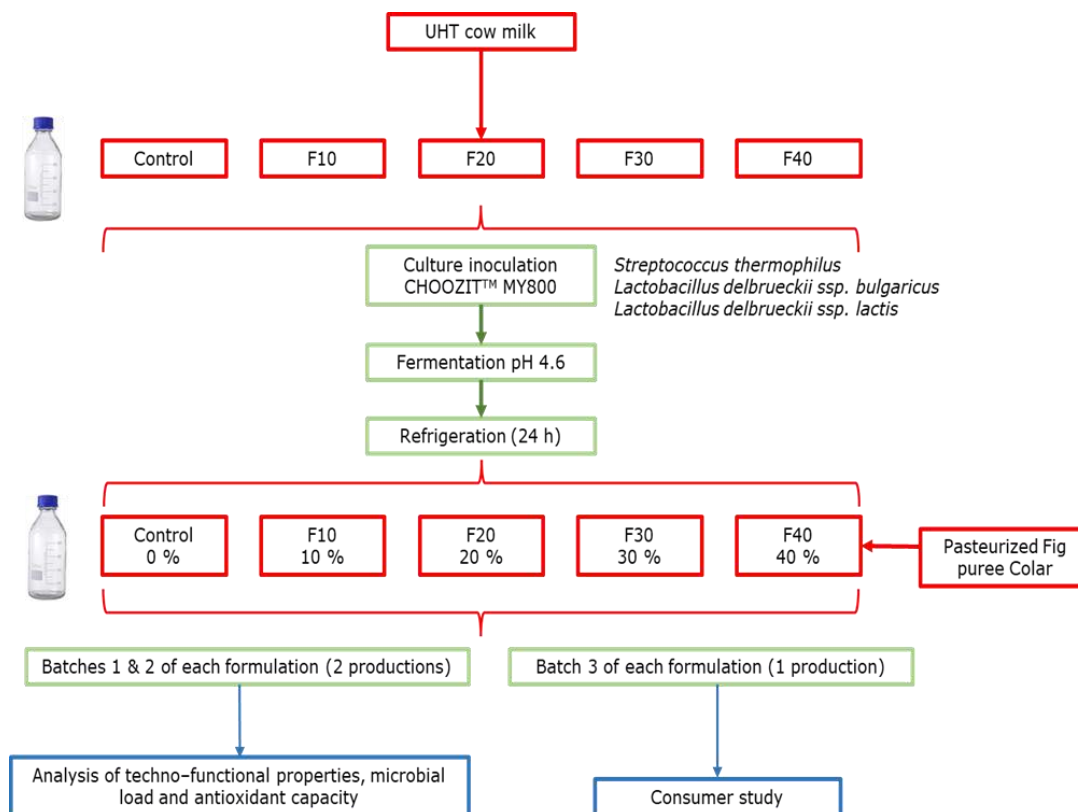 UHT cow milk
Control
F10
F20
F30
F40
Culture inoculation
CHOOZIT™ MY800
Streptococcus thermophilus
Lactobacillus delbrueckii ssp. bulgaricus
Lactobacillus delbrueckii ssp. lactis
Fermentation pH 4.6
Refrigeration (24 h)
Control
0 %
F10
10 %
F20
20 %
F30
30 %
F40
40 %
Pasteurized Fig
puree Colar
Batches 1 & 2 of each formulation (2 productions)
Batch 3 of each formulation (1 production)
Analysis of techno–functional properties, microbial
load and antioxidant capacity
Consumer study